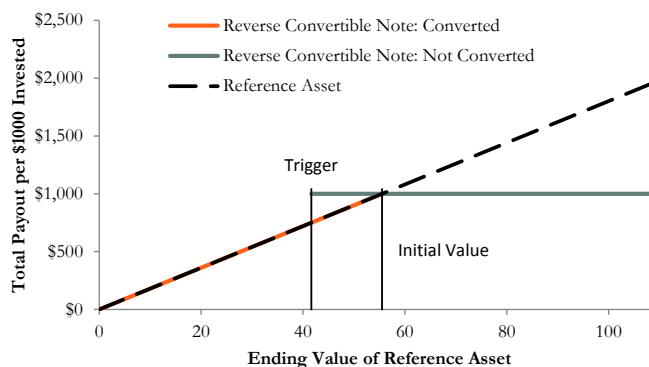 $2,500
$2,000
$1,500
$1,000
$500
$0
Total Payout per $1000 Invested
Reverse Convertible Note: Converted
Reverse Convertible Note: Not Converted
Reference Asset
Trigger
Initial Value
0 20 40 60 80 100
Ending Value of Reference Asset